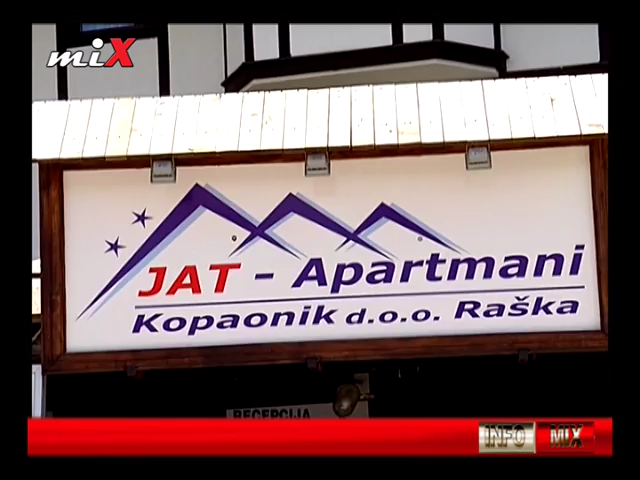 miX
JAT - Apartmani
Kopaonik d.o.o. Raška
RECEPCIJA
INFO MIX